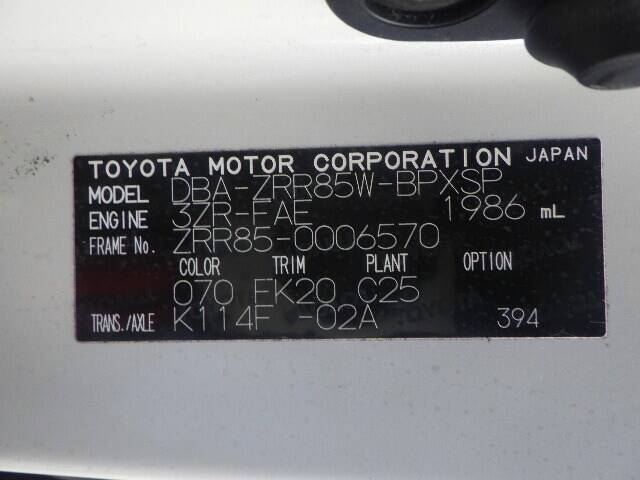 TOYOTA MOTOR CORPORATION JAPAN
MODEL DBA-ZRR85W-BPXSP
ENGINE 3ZR-FAE 1986 mL
FRAME No. ZRR85-0006570
COLOR TRIM PLANT OPTION
070 FK20 C25
TRANS./AXLE K114F -02A 394